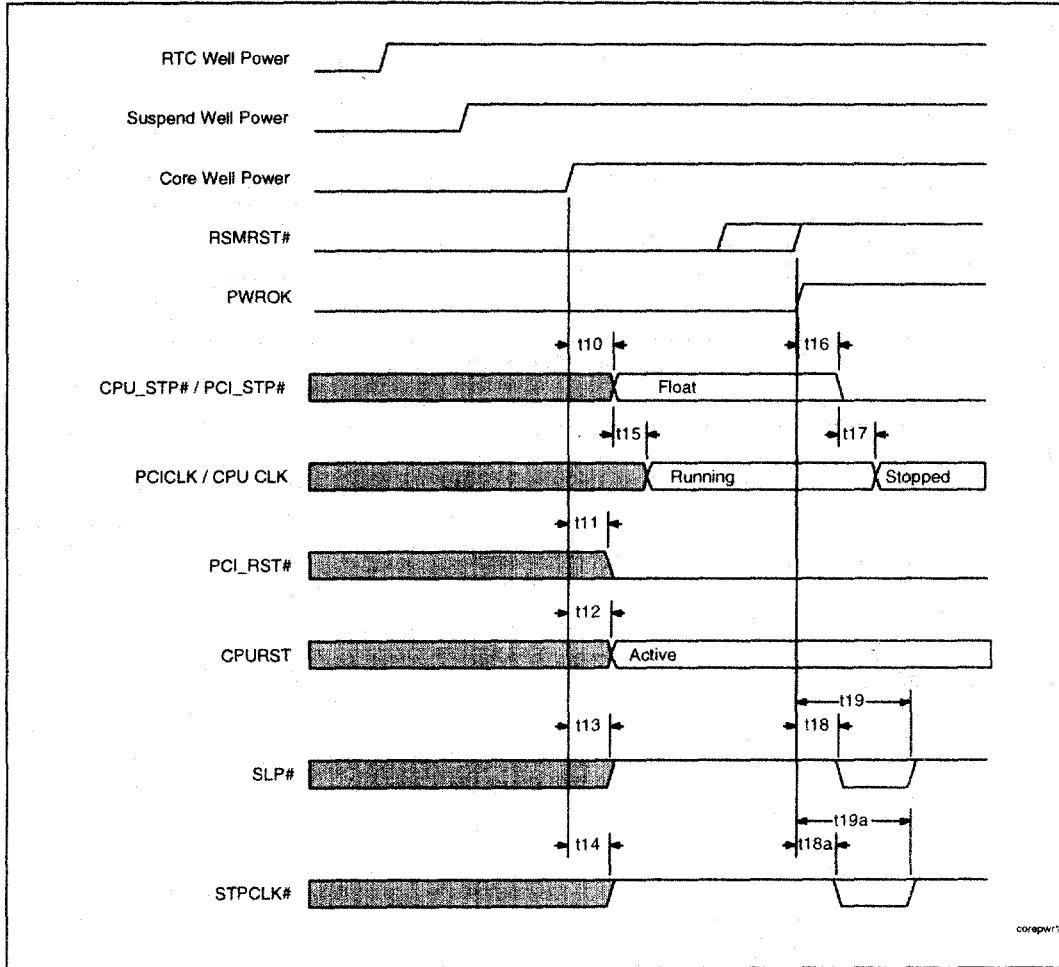 RTC Well Power
Suspend Well Power
Core Well Power
RSMRST#
PWROK
t10
t16
CPU_STP# / PCI_STP#
Float
t15
t17
PCICLK / CPU CLK
Running
Stopped
t11
PCI_RST#
t12
CPURST
Active
t19
t13
t18
SLP#
t19a
t14
t18a
STPCLK#
corepwr1